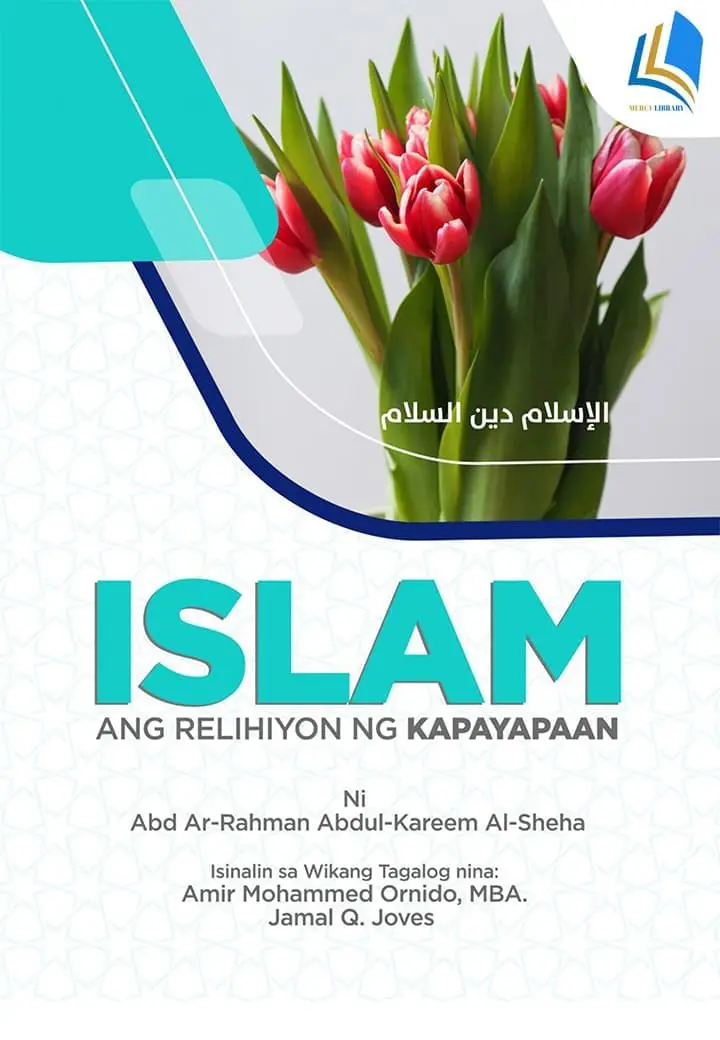 MERCY LIBRARY
الإسلام دين السلام
ISLAM
ANG RELIHIYON NG KAPAYAPAAN
Ni
Abd Ar-Rahman Abdul-Kareem Al-Sheha
Isinalin sa Wikang Tagalog nina:
Amir Mohammed Ornido, MBA.
Jamal Q. Joves